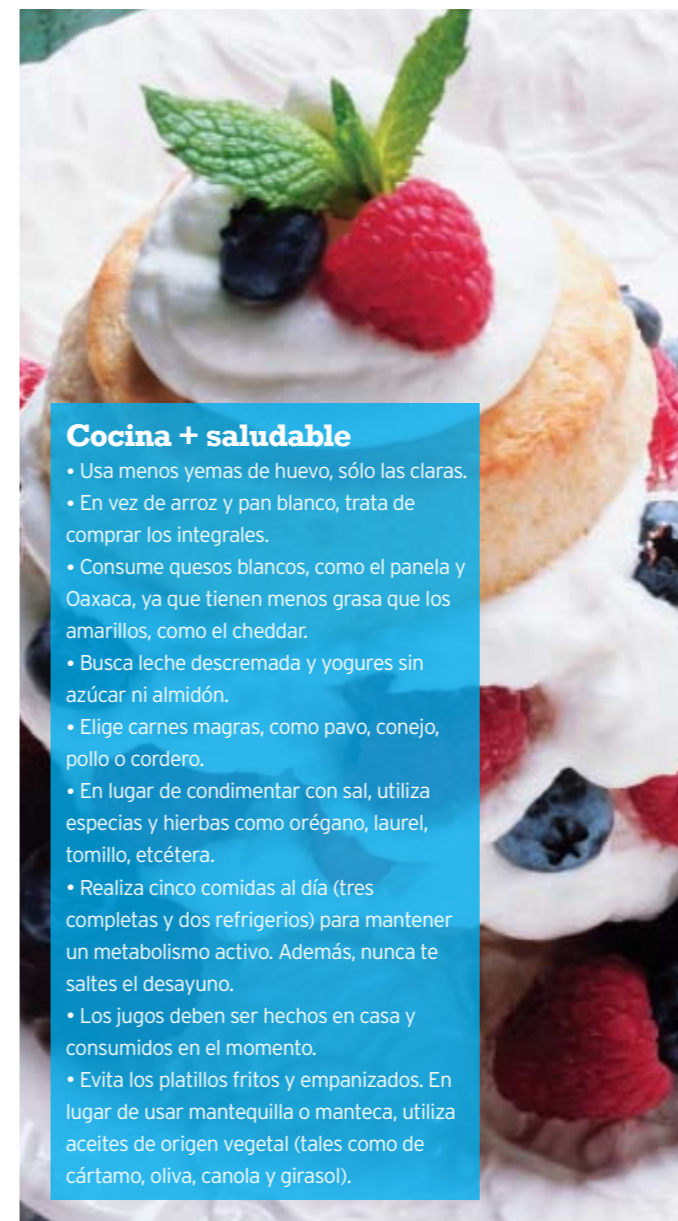 Cocina + saludable
• Usa menos yemas de huevo, sólo las claras.
• En vez de arroz y pan blanco, trata de
comprar los integrales.
• Consume quesos blancos, como el panela y
Oaxaca, ya que tienen menos grasa que los
amarillos, como el cheddar.
• Busca leche descremada y yogures sin
azúcar ni almidón.
• Elige carnes magras, como pavo, conejo,
pollo o cordero.
• En lugar de condimentar con sal, utiliza
especias y hierbas como orégano, laurel,
tomillo, etcétera.
• Realiza cinco comidas al día (tres
completas y dos refrigerios) para mantener
un metabolismo activo. Además, nunca te
saltes el desayuno.
• Los jugos deben ser hechos en casa y
consumidos en el momento.
• Evita los platillos fritos y empanizados. En
lugar de usar mantequilla o manteca, utiliza
aceites de origen vegetal (tales como de
cártamo, oliva, canola y girasol).